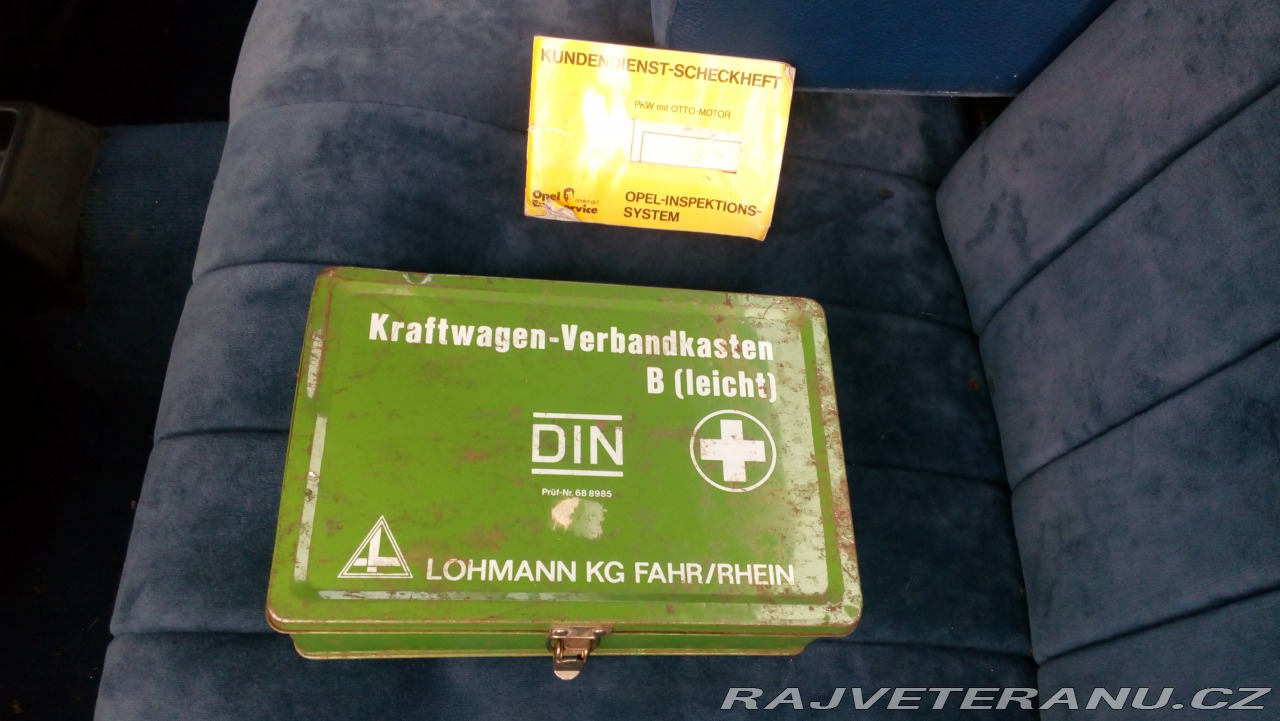 KUNDENDIENST-SCHECKHEFT
PKW mit OTTO-MOTOR
Opel
OPEL-INSPEKTIONS-
SYSTEM
Kraftwagen-Verbandkasten
B (leicht)
DIN
Prüf-Nr. 68 8985
L
LOHMANN KG FAHR/RHEIN
RAJVETERANU.CZ